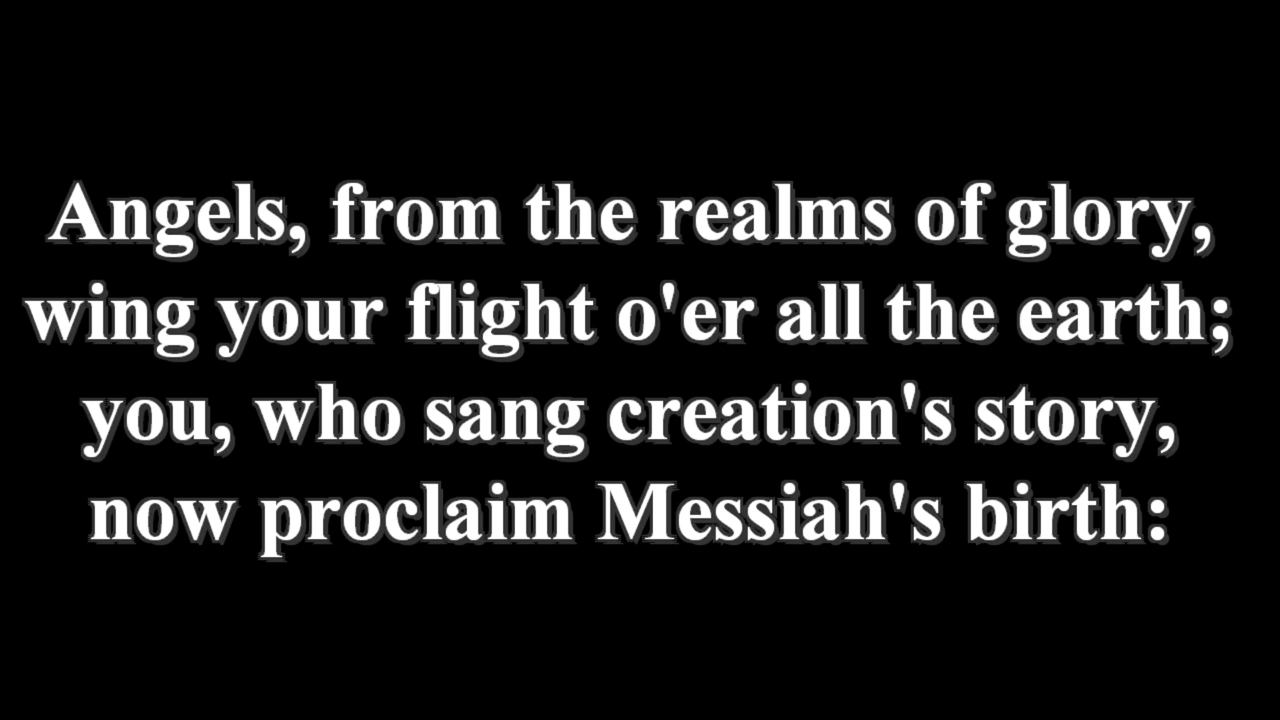 Angels, from the realms of glory,
wing your flight o'er all the earth;
you, who sang creation's story,
now proclaim Messiah's birth: